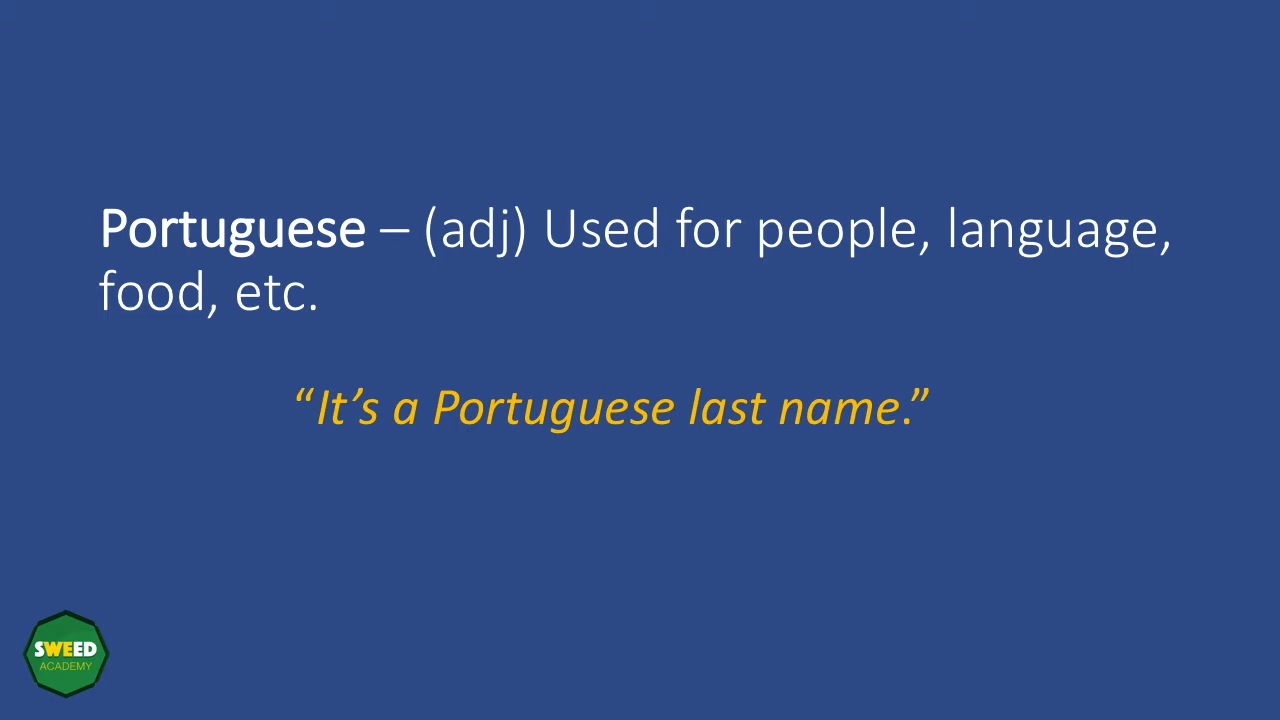 Portuguese – (adj) Used for people, language,
food, etc.
“It’s a Portuguese last name.”
SWEED
ACADEMY